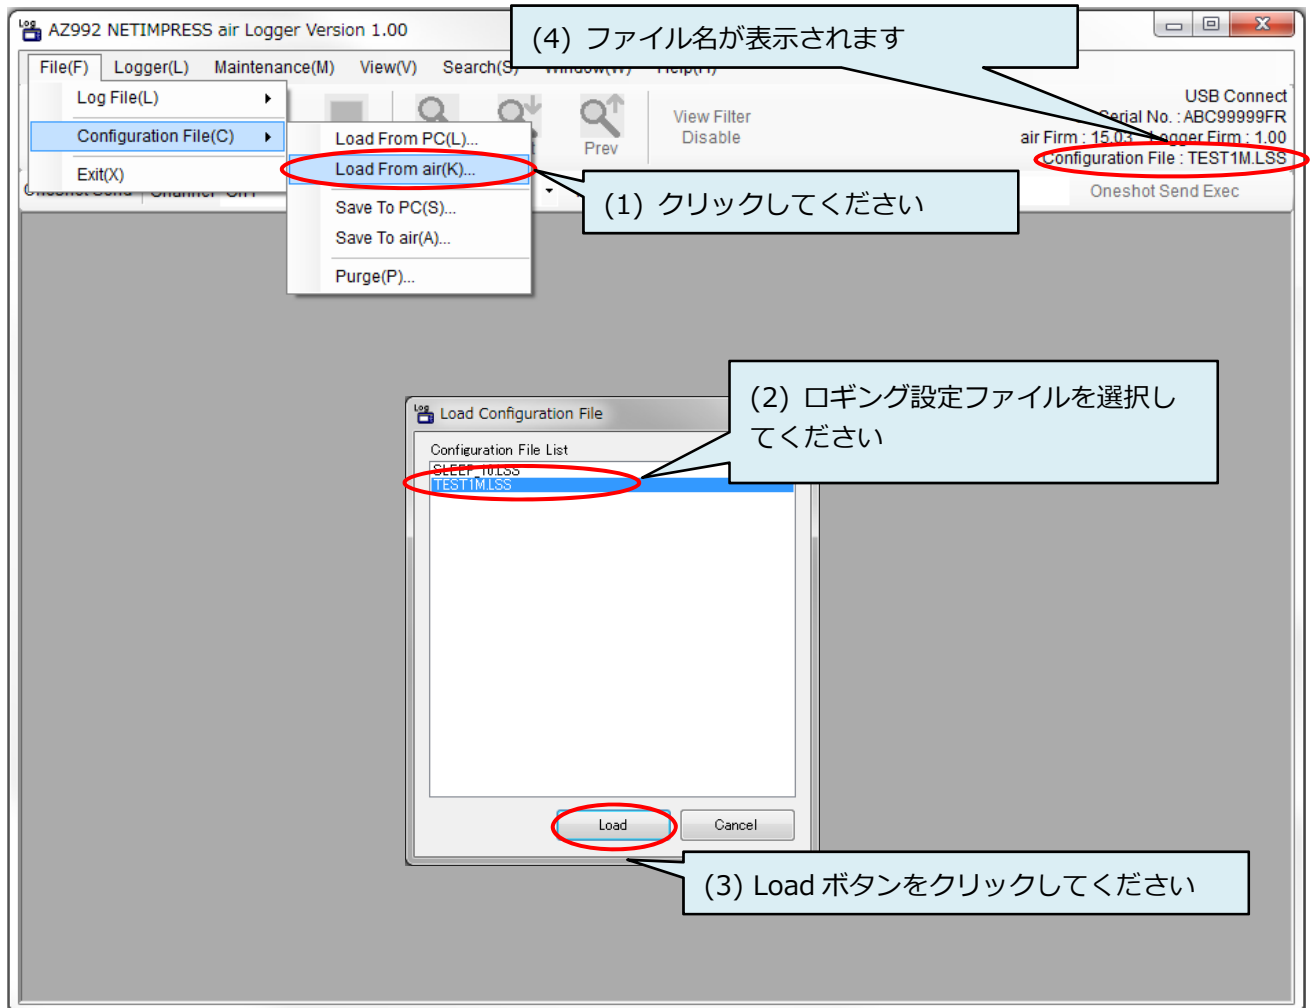 AZ992 NETIMPRESS air Logger Version 1.00
(4) ファイル名が表示されます
File(F) Logger(L) Maintenance(M) View(V)
Log File(L)
Configuration File(C)
Exit(X)
Load From PC(L)...
Load From air(K)...
Save To PC(S)...
Save To air(A)...
Purge(P)...
Prev
View Filter
Disable
USB Connect
Serial No. : ABC99999FR
air Firm : 15.03 Logger Firm : 1.00
Configuration File : TEST1M.LSS
Oneshot Send Exec
(1) クリックしてください
(2) ロギング設定ファイルを選択し
てください
Load Configuration File
Configuration File List
SLEEP_10.LSS
TEST1M.LSS
Load Cancel
(3) Load ボタンをクリックしてください